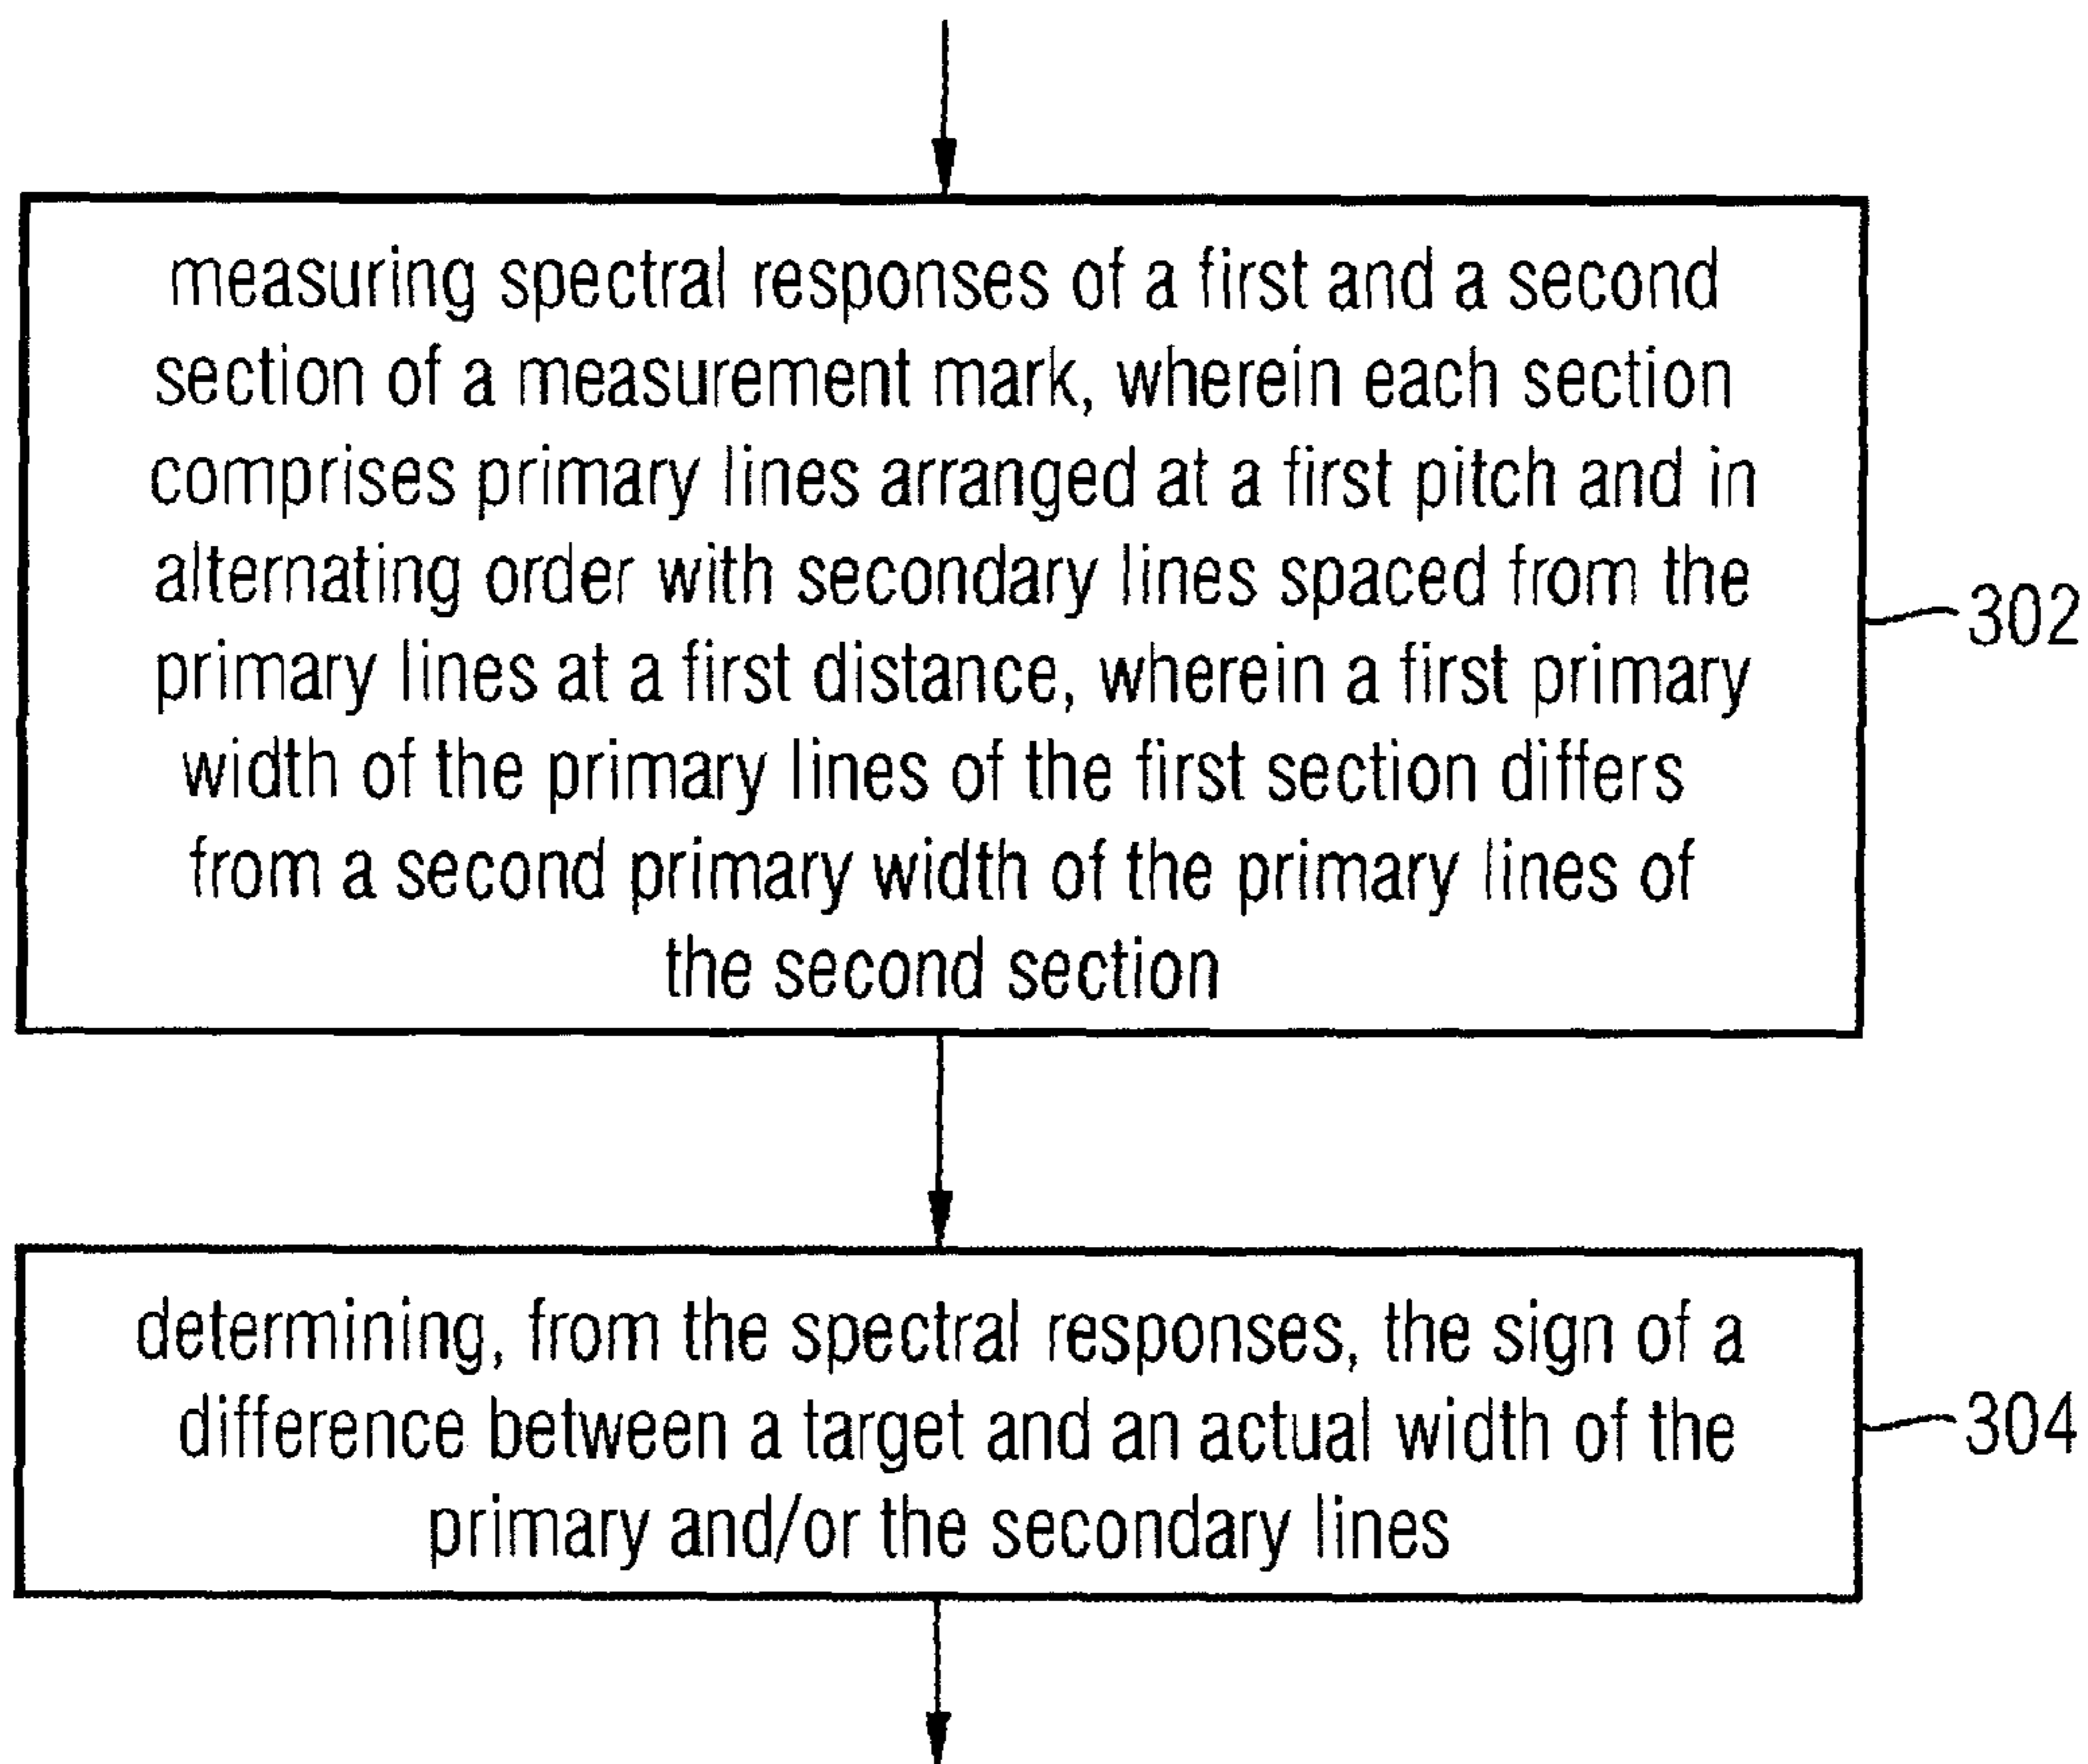 measuring spectral responses of a first and a second
section of a measurement mark, wherein each section
comprises primary lines arranged at a first pitch and in
alternating order with secondary lines spaced from the
primary lines at a first distance, wherein a first primary
width of the primary lines of the first section differs
from a second primary width of the primary lines of
the second section
302
determining, from the spectral responses, the sign of a
difference between a target and an actual width of the
primary and/or the secondary lines
304